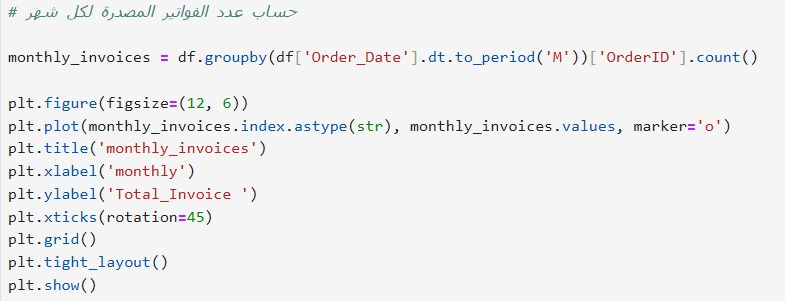 # حساب عدد الفواتير المصدرة لكل شهر
monthly_invoices = df.groupby(df['Order_Date'].dt.to_period('M'))['OrderID'].count()
plt.figure(figsize=(12, 6))
plt.plot(monthly_invoices.index.astype(str), monthly_invoices.values, marker='o')
plt.title('monthly_invoices')
plt.xlabel('monthly')
plt.ylabel('Total_Invoice ')
plt.xticks(rotation=45)
plt.grid()
plt.tight_layout()
plt.show()